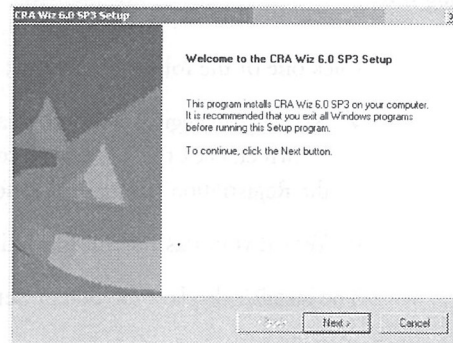 CRA Wiz 6.0 SP3 Setup
Welcome to the CRA Wiz 6.0 SP3 Setup
This program installs CRA Wiz 6.0 SP3 on your computer.
It is recommended that you exit all Windows programs
before running this Setup program.
To continue, click the Next button.
Next >
Cancel